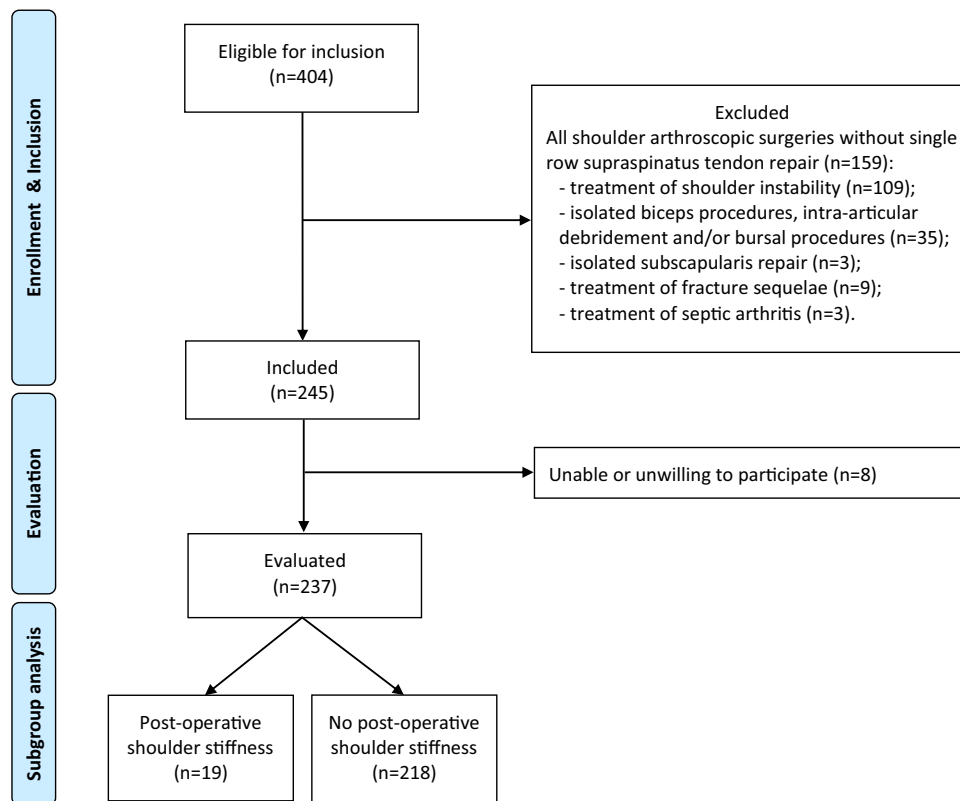 Enrollment & Inclusion
Eligible for inclusion
(n=404)
Excluded
All shoulder arthroscopic surgeries without single
row supraspinatus tendon repair (n=159):
- treatment of shoulder instability (n=109);
- isolated biceps procedures, intra-articular
debridement and/or bursal procedures (n=35);
- isolated subscapularis repair (n=3);
- treatment of fracture sequelae (n=9);
- treatment of septic arthritis (n=3).
Included
(n=245)
Evaluation
Unable or unwilling to participate (n=8)
Evaluated
(n=237)
Subgroup analysis
Post-operative
shoulder stiffness
(n=19)
No post-operative
shoulder stiffness
(n=218)